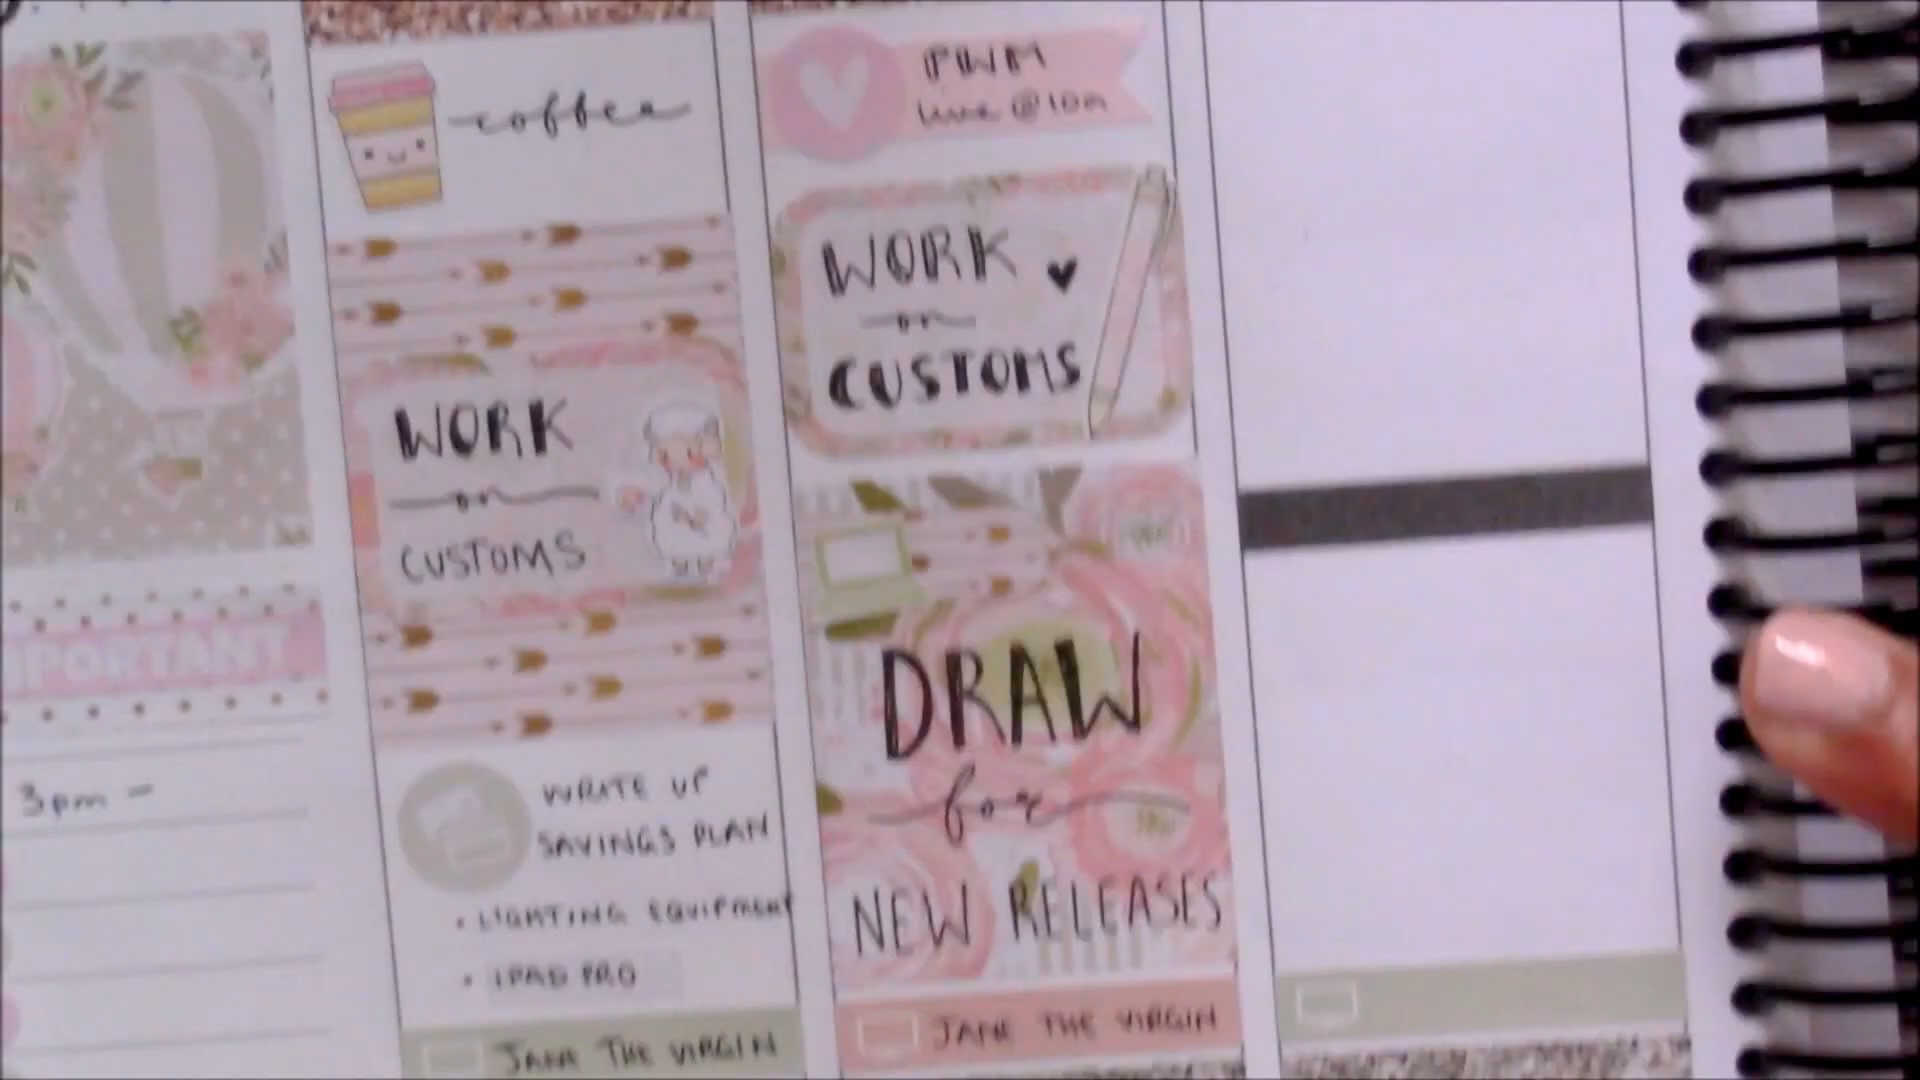 IMPORTANT
3pm -
coffee
WORK
on
CUSTOMS
WRITE UP
SAVINGS PLAN
• LIGHTING EQUIPMENT
• IPAD PRO
JANE THE VIRGIN
PWM
Live @ 10a
WORK
on
CUSTOMS
DRAW
for
NEW RELEASES
JANE THE VIRGIN